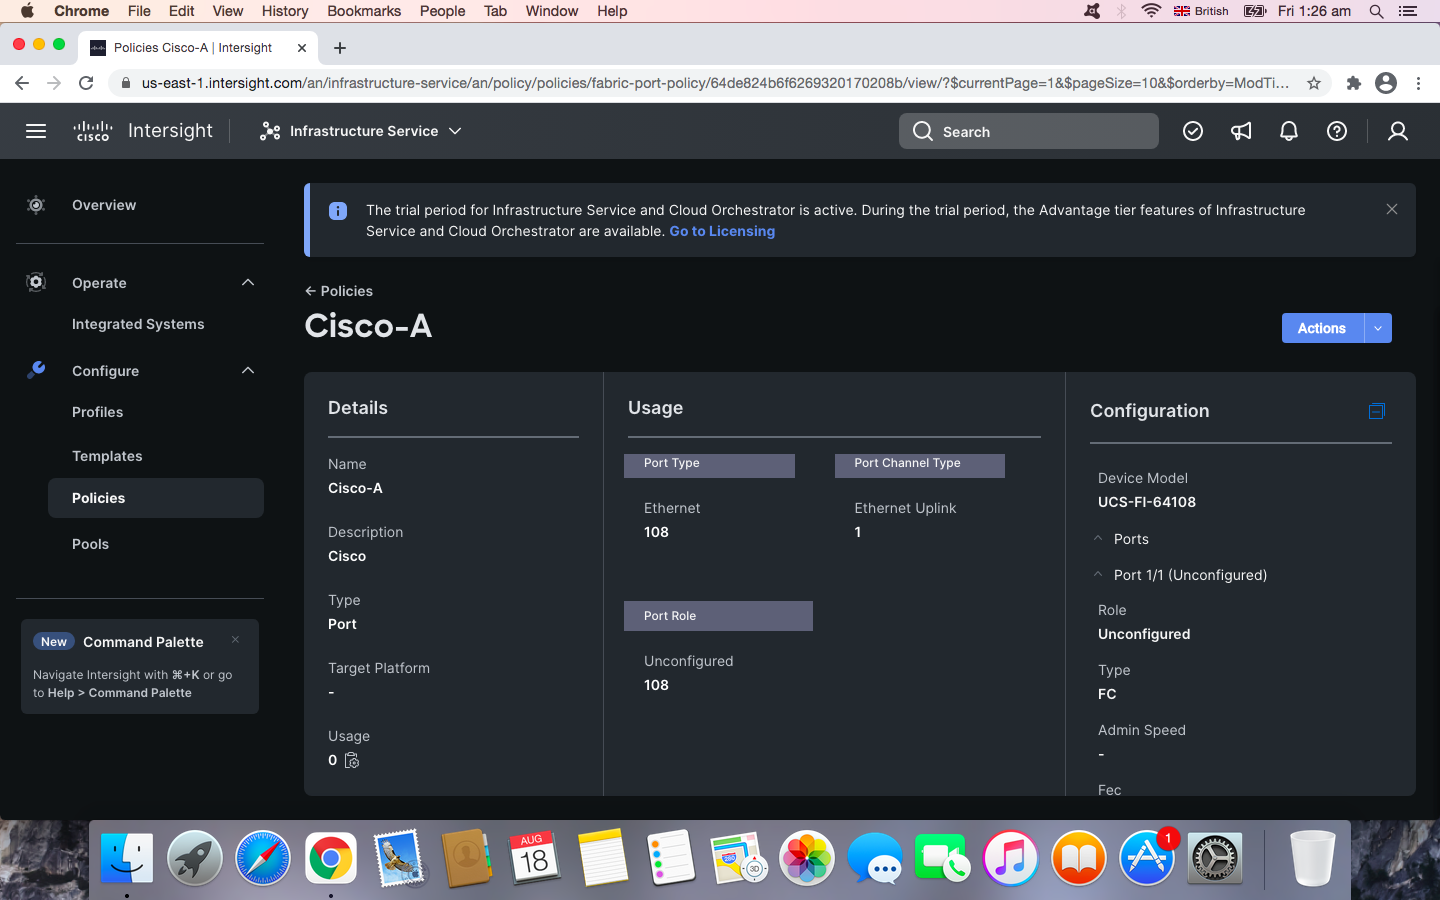 Chrome File Edit View History Bookmarks People Tab Window Help British Fri 1:26 am
Policies Cisco-A | Intersight
us-east-1.intersight.com/an/infrastructure-service/an/policy/policies/fabric-port-policy/64de824b6f6269320170208b/view/?$currentPage=1&$pageSize=10&$orderby=ModTi...
cisco Intersight Infrastructure Service Search
Overview
Operate
Integrated Systems
Configure
Profiles
Templates
Policies
Pools
New Command Palette
Navigate Intersight with ⌘+K or go
to Help > Command Palette
The trial period for Infrastructure Service and Cloud Orchestrator is active. During the trial period, the Advantage tier features of Infrastructure
Service and Cloud Orchestrator are available. Go to Licensing
← Policies
Cisco-A
Actions
Details
Name
Cisco-A
Description
Cisco
Type
Port
Target Platform
-
Usage
0
Usage
Port Type
Ethernet
108
Port Channel Type
Ethernet Uplink
1
Port Role
Unconfigured
108
Configuration
Device Model
UCS-FI-64108
Ports
Port 1/1 (Unconfigured)
Role
Unconfigured
Type
FC
Admin Speed
-
Fec
AUG
18
280
3D
1